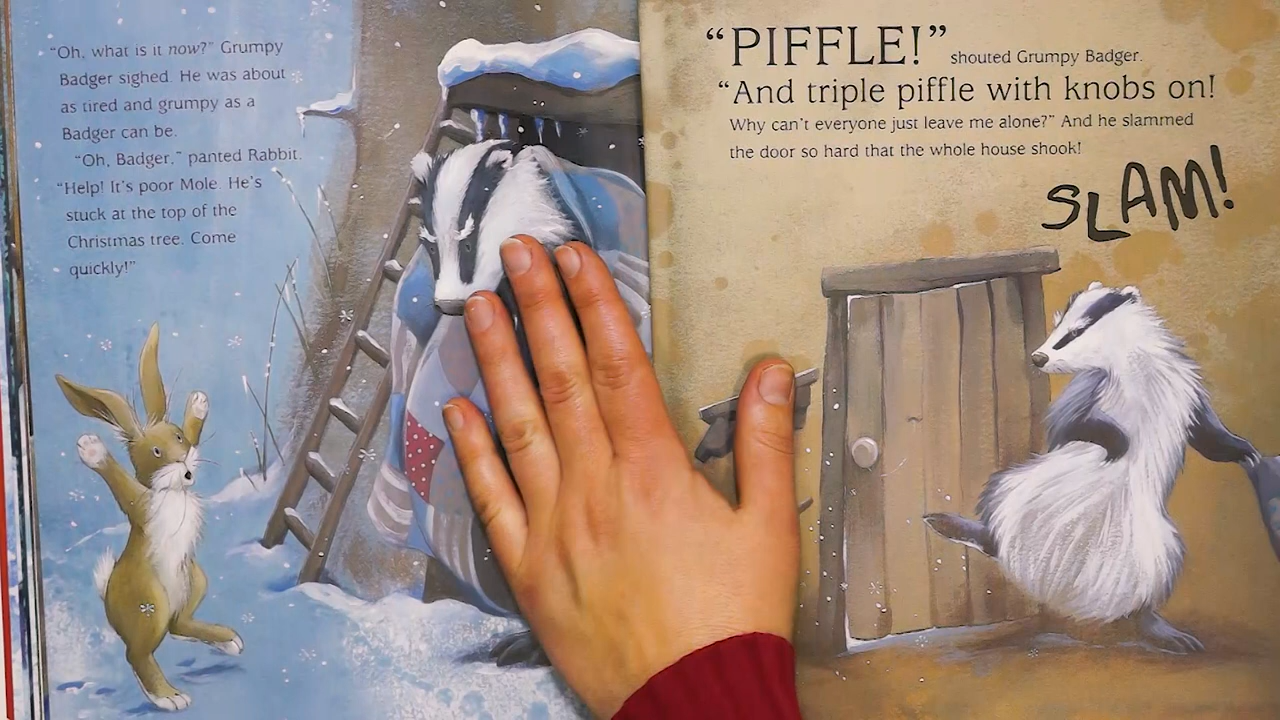 “Oh, what is it now?” Grumpy
Badger sighed. He was about
as tired and grumpy as a
Badger can be.
“Oh, Badger,” panted Rabbit.
“Help! It’s poor Mole. He’s
stuck at the top of the
Christmas tree. Come
quickly!”
“PIFFLE!” shouted Grumpy Badger.
“And triple piffle with knobs on!
Why can’t everyone just leave me alone?” And he slammed
the door so hard that the whole house shook!
SLAM!